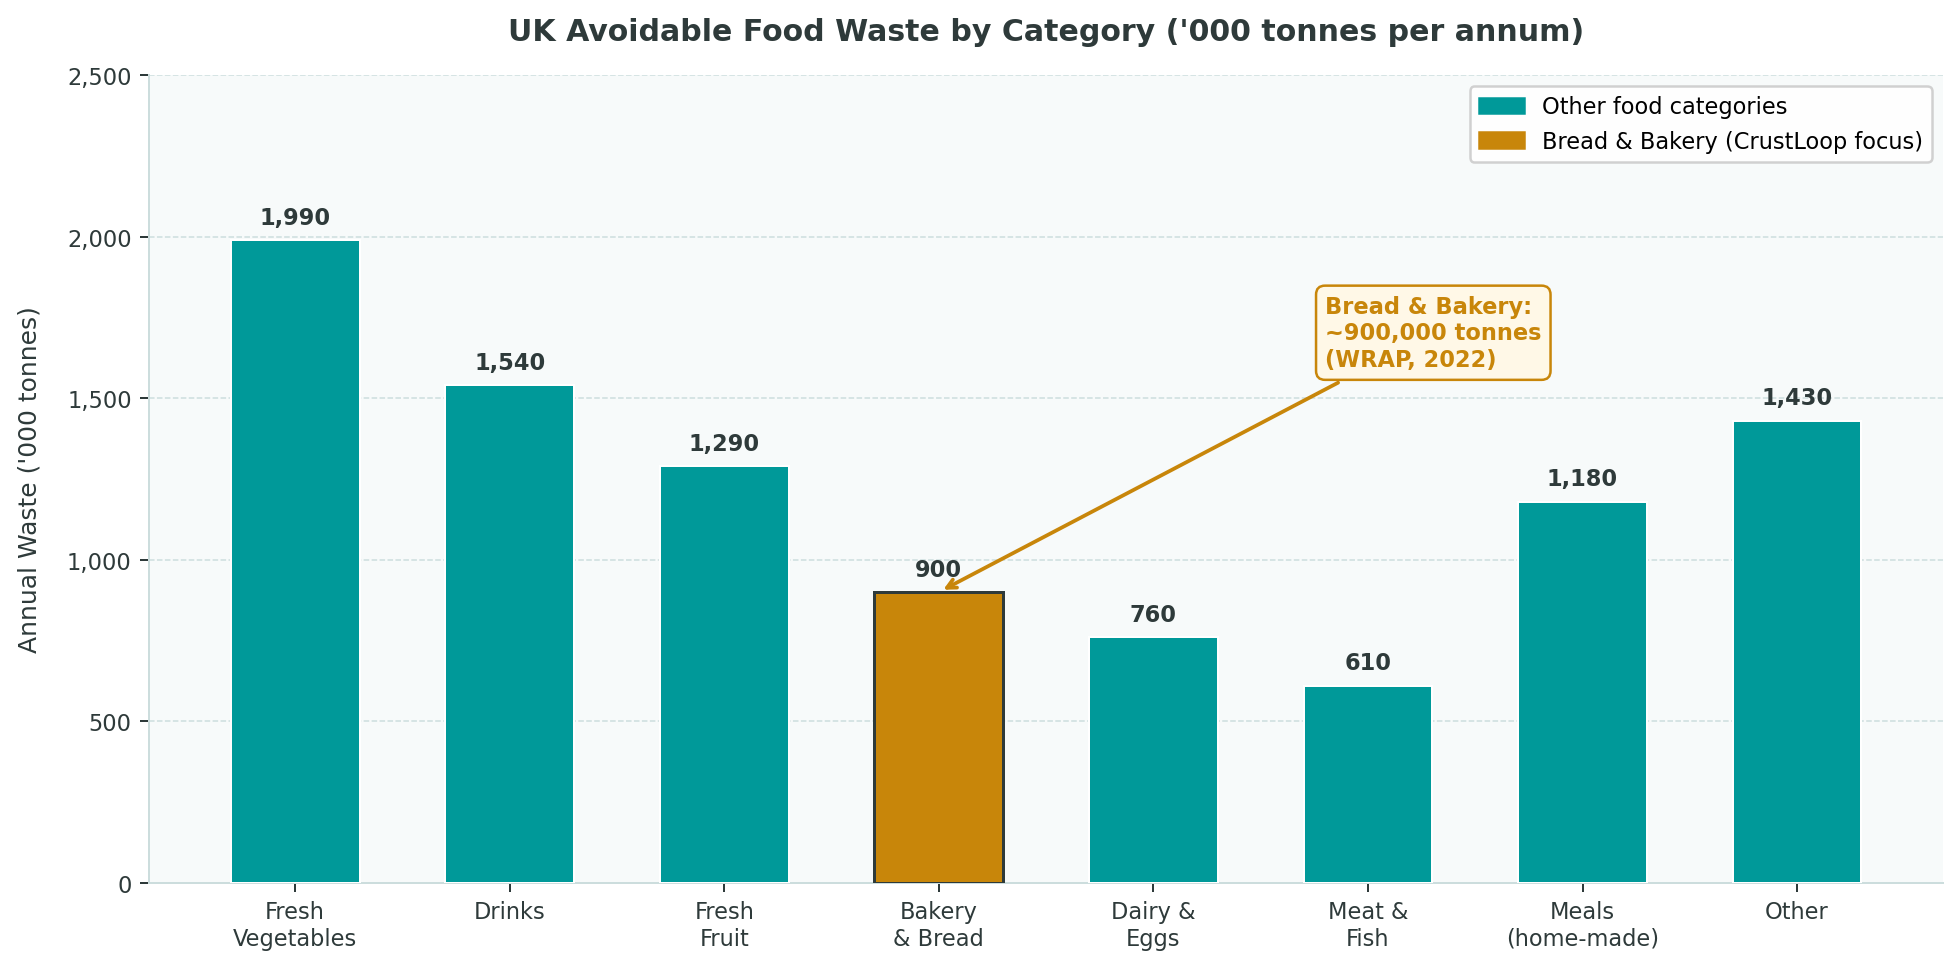 UK Avoidable Food Waste by Category ('000 tonnes per annum)
Annual Waste ('000 tonnes)
2,500
2,000
1,500
1,000
500
0
Other food categories
Bread & Bakery (CrustLoop focus)
1,990
1,540
1,290
900
760
610
1,180
1,430
Bread & Bakery:
~900,000 tonnes
(WRAP, 2022)
Fresh
Vegetables
Drinks
Fresh
Fruit
Bakery
& Bread
Dairy &
Eggs
Meat &
Fish
Meals
(home-made)
Other